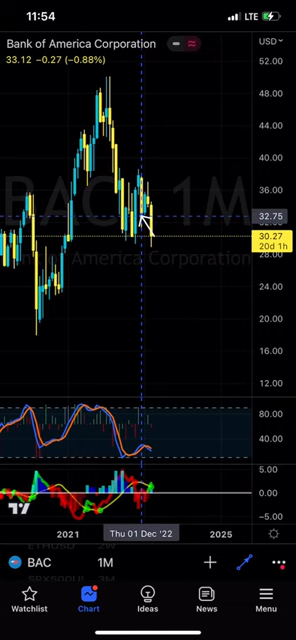 11:54
LTE
Bank of America Corporation
USD
33.12 −0.27 (−0.88%)
52.00
48.00
44.00
40.00
36.00
32.75
30.27
20d 1h
28.00
24.00
20.00
16.00
12.00
BAC 1M
America Corporation
80.00
40.00
5.00
0.00
−5.00
2021
Thu 01 Dec '22
2025
ETHUSD 2W
BAC
1M
Watchlist
Chart
Ideas
News
Menu